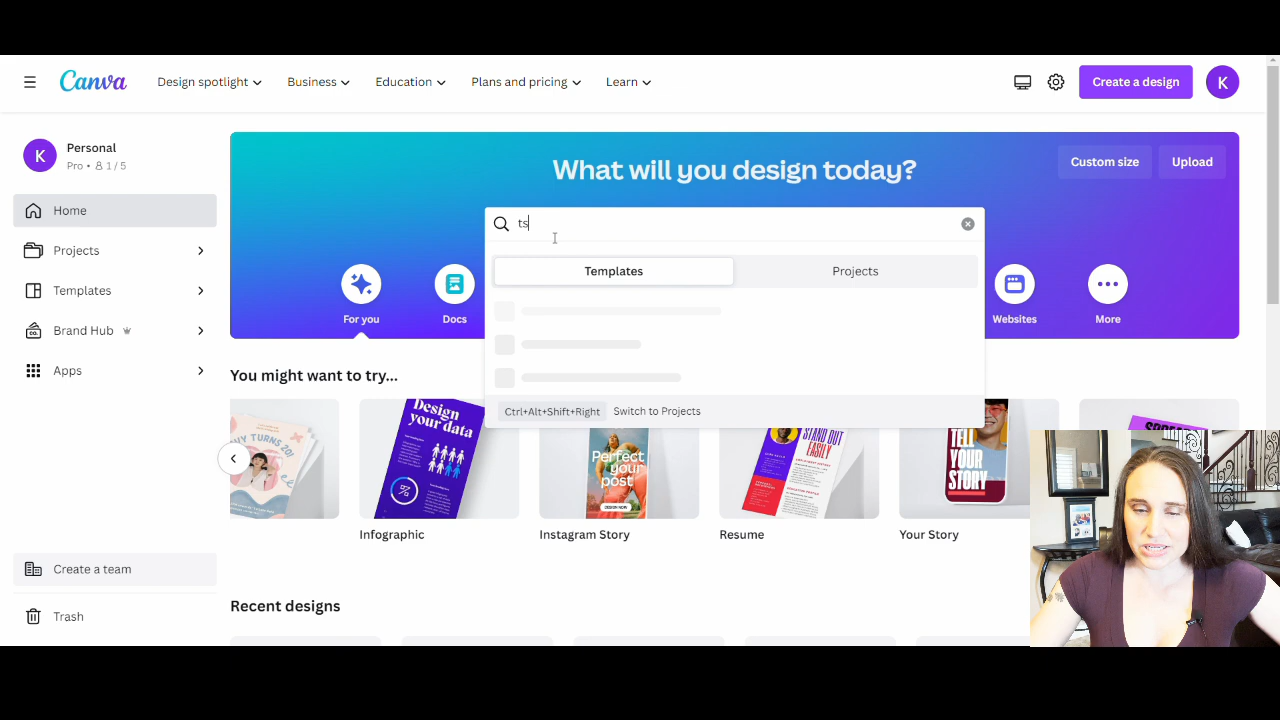 Canva
Design spotlight
Business
Education
Plans and pricing
Learn
Create a design
K
K
Personal
Pro • 1 / 5
Home
Projects
Templates
Brand Hub
Apps
Create a team
Trash
What will you design today?
Custom size
Upload
ts
Templates
Projects
Ctrl+Alt+Shift+Right
Switch to Projects
For you
Docs
Websites
More
You might want to try...
TURNS
Design
your data
Perfect
your
post
DESIGN NOW
STAND OUT
EASILY
TELL
YOUR
STORY
Infographic
Instagram Story
Resume
Your Story
Recent designs